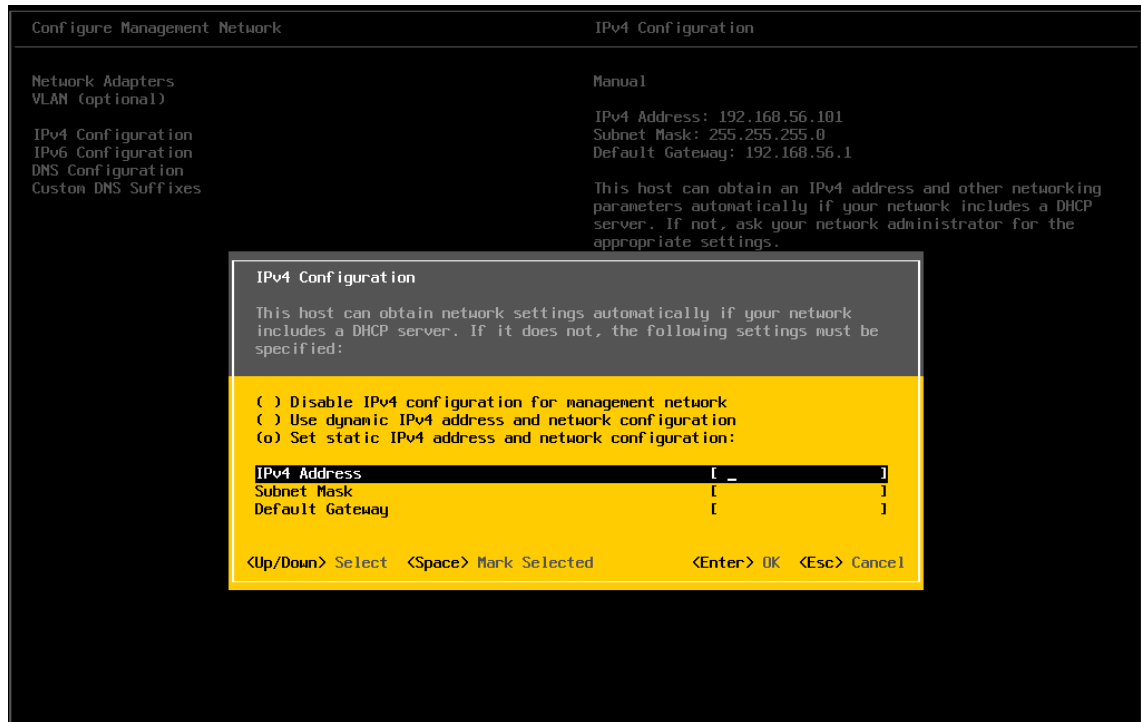 Configure Management Network
IPv4 Configuration
Network Adapters
VLAN (optional)
IPv4 Configuration
IPv6 Configuration
DNS Configuration
Custom DNS Suffixes
Manual
IPv4 Address: 192.168.56.101
Subnet Mask: 255.255.255.0
Default Gateway: 192.168.56.1
This host can obtain an IPv4 address and other networking
parameters automatically if your network includes a DHCP
server. If not, ask your network administrator for the
appropriate settings.
IPv4 Configuration
This host can obtain network settings automatically if your network
includes a DHCP server. If it does not, the following settings must be
specified:
( ) Disable IPv4 configuration for management network
( ) Use dynamic IPv4 address and network configuration
(o) Set static IPv4 address and network configuration:
IPv4 Address [ _ ]
Subnet Mask [ ]
Default Gateway [ ]
<Up/Down> Select <Space> Mark Selected <Enter> OK <Esc> Cancel